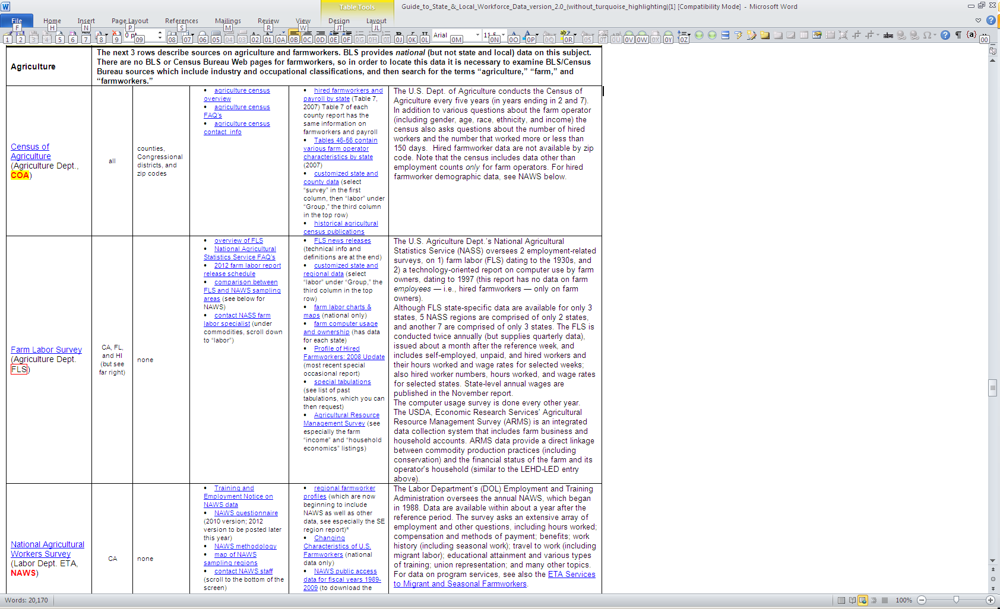 Table Tools
Guide_to_State_&_Local_Workforce_Data_version_2.0_(without_turquoise_highlighting)[1] [Compatibility Mode] - Microsoft Word
File Home Insert Page Layout References Mailings Review View Design Layout
F H N P S M R W JT JL
0 pt Arial 11.5
1 2 3 4 5 6 7 8 9 09 08 07 06 05 04 03 02 01 0A 0B 0C 0D 0E 0F 0G 0H 0I 0J 0K 0L 0M 0N 0O 0P 0Q 0R 0S 0T 0U 0V 0W 0X 0Y 0Z 00
Agriculture
The next 3 rows describe sources on agriculture and farmworkers. BLS provides national (but not state and local) data on this subject.
There are no BLS or Census Bureau Web pages for farmworkers, so in order to locate this data it is necessary to examine BLS/Census
Bureau sources which include industry and occupational classifications, and then search for the terms “agriculture,” “farm,” and
“farmworkers.”
Census of
Agriculture
(Agriculture Dept.,
COA)
all
counties,
Congressional
districts, and
zip codes
• agriculture census
overview
• agriculture census
FAQ's
• agriculture census
contact info
• hired farmworkers and
payroll by state (Table 7,
2007) Table 7 of each
county report has the
same information on
farmworkers and payroll
• Tables 46-56 contain
various farm operator
characteristics by state
(2007)
• customized state and
county data (select
“survey” in the first
column, then “labor” under
“Group,” the third column
in the top row)
• historical agricultural
census publications
The U.S. Dept. of Agriculture conducts the Census of
Agriculture every five years (in years ending in 2 and 7).
In addition to various questions about the farm operator
(including gender, age, race, ethnicity, and income) the
census also asks questions about the number of hired
workers and the number that worked more or less than
150 days. Hired farmworker data are not available by zip
code. Note that the census includes data other than
employment counts only for farm operators. For hired
farmworker demographic data, see NAWS below.
Farm Labor Survey
(Agriculture Dept.
FLS)
CA, FL,
and HI
(but see
far right)
none
• overview of FLS
• National Agricultural
Statistics Service FAQ's
• 2012 farm labor report
release schedule
• comparison between
FLS and NAWS sampling
areas (see below for
NAWS)
• contact NASS farm
labor specialist (under
commodities, scroll down
to “labor”)
• FLS news releases
(technical info and
definitions are at the end)
• customized state and
regional data (select
“labor” under “Group,” the
third column in the top
row)
• farm labor charts &
maps (national only)
• farm computer usage
and ownership (has data
for each state)
• Profile of Hired
Farmworkers: 2008 Update
(most recent special
occasional report)
• special tabulations
(see list of past
tabulations, which you can
then request)
• Agricultural Resource
Management Survey (see
especially the farm
“income” and “household
economics” listings)
The U.S. Agriculture Dept.’s National Agricultural
Statistics Service (NASS) oversees 2 employment-related
surveys, on 1) farm labor (FLS) dating to the 1930s, and
2) a technology-oriented report on computer use by farm
owners, dating to 1997 (this report has no data on farm
employees — i.e., hired farmworkers — only on farm
owners).
Although FLS state-specific data are available for only 3
states, 5 NASS regions are comprised of only 2 states,
and another 7 are comprised of only 3 states. The FLS is
conducted twice annually (but supplies quarterly data),
issued about a month after the reference week, and
includes self-employed, unpaid, and hired workers and
their hours worked and wage rates for selected weeks;
also hired worker numbers, hours worked, and wage rates
for selected states. State-level annual wages are
published in the November report.
The computer usage survey is done every other year.
The USDA, Economic Research Services' Agricultural
Resource Management Survey (ARMS) is an integrated
data collection system that includes farm business and
household accounts. ARMS data provide a direct linkage
between commodity production practices (including
conservation) and the financial status of the farm and its
operator's household (similar to the LEHD-LED entry
above).
National Agricultural
Workers Survey
(Labor Dept. ETA,
NAWS)
CA
none
• Training and
Employment Notice on
NAWS data
• NAWS questionnaire
(2010 version; 2012
version to be posted later
this year)
• NAWS methodology
• map of NAWS
sampling regions
• contact NAWS staff
(scroll to the bottom of the
screen)
• regional farmworker
profiles (which are now
beginning to include
NAWS as well as other
data, see especially the SE
region report)*
• Changing
Characteristics of U.S.
Farmworkers (national
data only)
• NAWS public access
data for fiscal years 1989-
2009 (to download the
The Labor Department’s (DOL) Employment and Training
Administration oversees the annual NAWS, which began
in 1988. Data are available within about a year after the
reference period. The survey asks an extensive array of
employment and other questions, including hours worked;
compensation and methods of payment; benefits; work
history (including seasonal work); travel to work (including
migrant labor); educational attainment and various types
of training; union representation; and many other topics.
For data on program services, see also the ETA Services
to Migrant and Seasonal Farmworkers.
Words: 20,170
100%